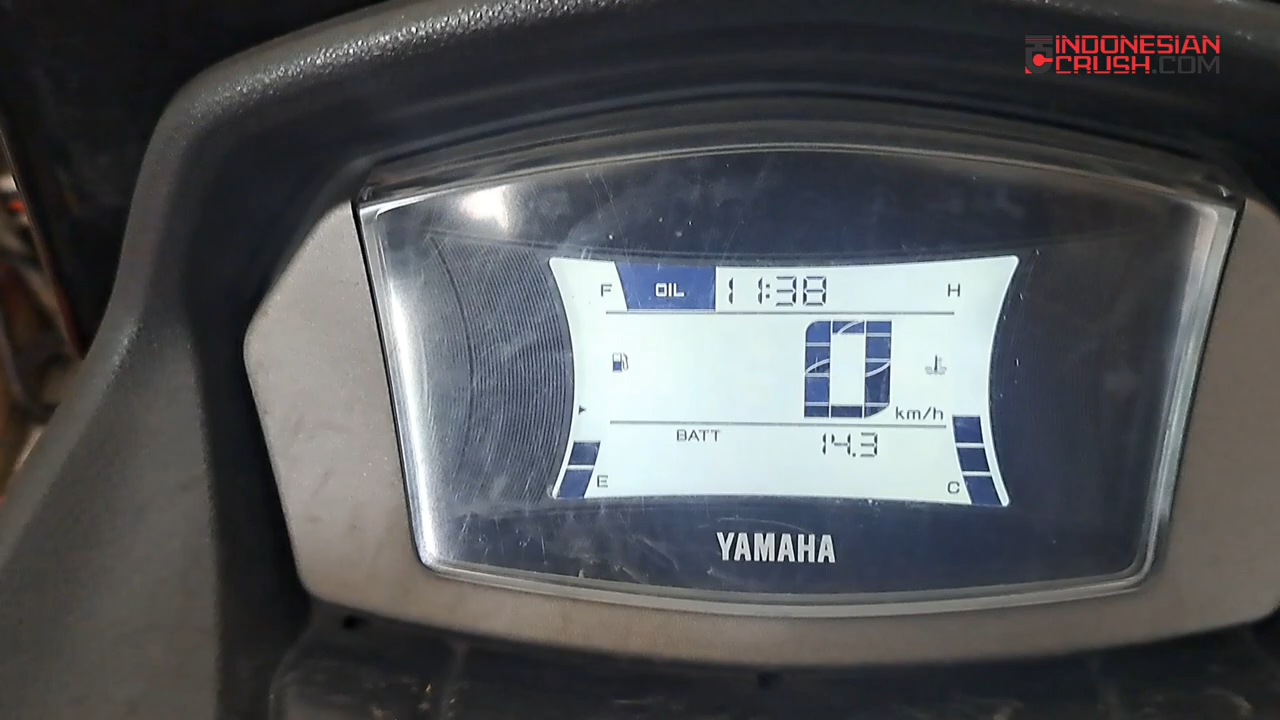 INDONESIAN
CRUSH.COM
F OIL 11:38 H
0
km/h
BATT 14.3
E C
YAMAHA